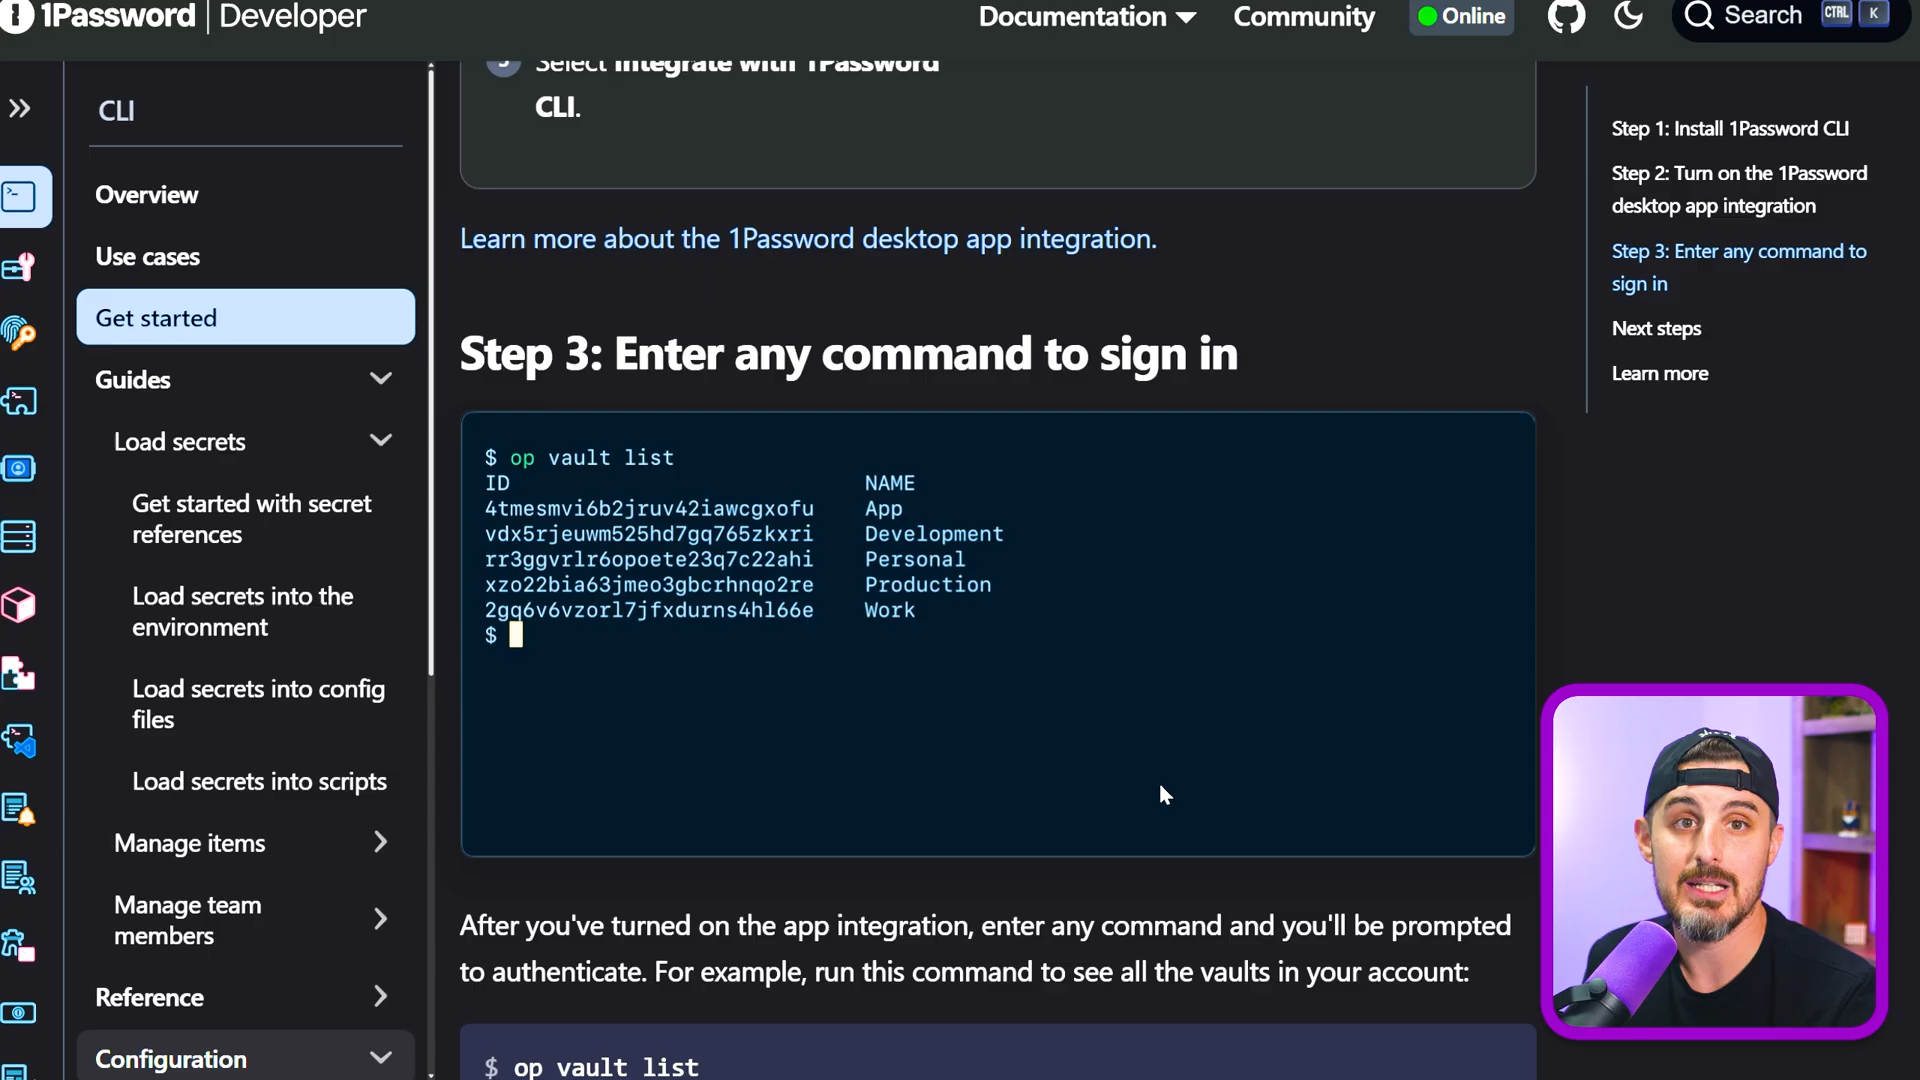 1Password | Developer
Documentation
Community
Online
Search
CTRL
K
CLI
Overview
Use cases
Get started
Guides
Load secrets
Get started with secret
references
Load secrets into the
environment
Load secrets into config
files
Load secrets into scripts
Manage items
Manage team
members
Reference
Configuration
Select Integrate with 1Password
CLI.
Learn more about the 1Password desktop app integration.
Step 3: Enter any command to sign in
$ op vault list
ID NAME
4tmesmvi6b2jruv42iawcgxofu App
vdx5rjeuwm525hd7gq765zkxri Development
rr3ggvrlr6opoete23q7c22ahi Personal
xzo22bia63jmeo3gbcrhnqo2re Production
2gq6v6vzorl7jfxdurns4hl66e Work
$
After you've turned on the app integration, enter any command and you'll be prompted
to authenticate. For example, run this command to see all the vaults in your account:
$ op vault list
Step 1: Install 1Password CLI
Step 2: Turn on the 1Password
desktop app integration
Step 3: Enter any command to
sign in
Next steps
Learn more